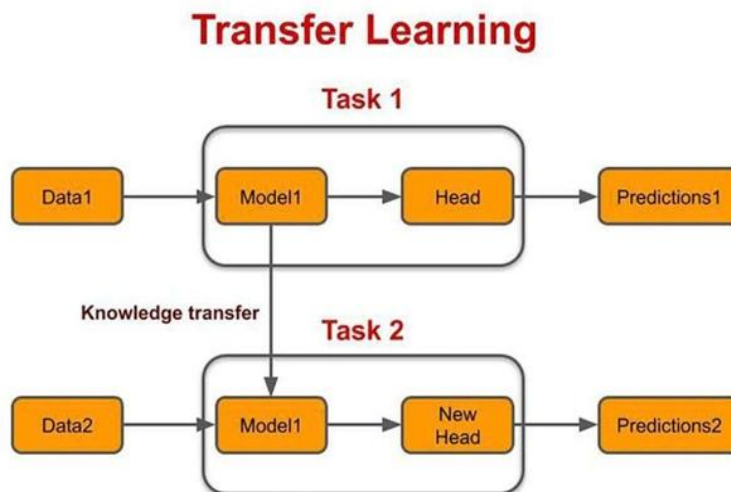 Transfer Learning
Task 1
Data1
Model1
Head
Predictions1
Knowledge transfer
Task 2
Data2
Model1
New
Head
Predictions2